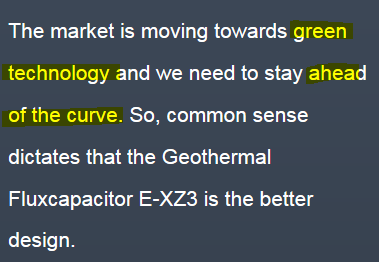 The market is moving towards green
technology and we need to stay ahead
of the curve. So, common sense
dictates that the Geothermal
Fluxcapacitor E-XZ3 is the better
design.